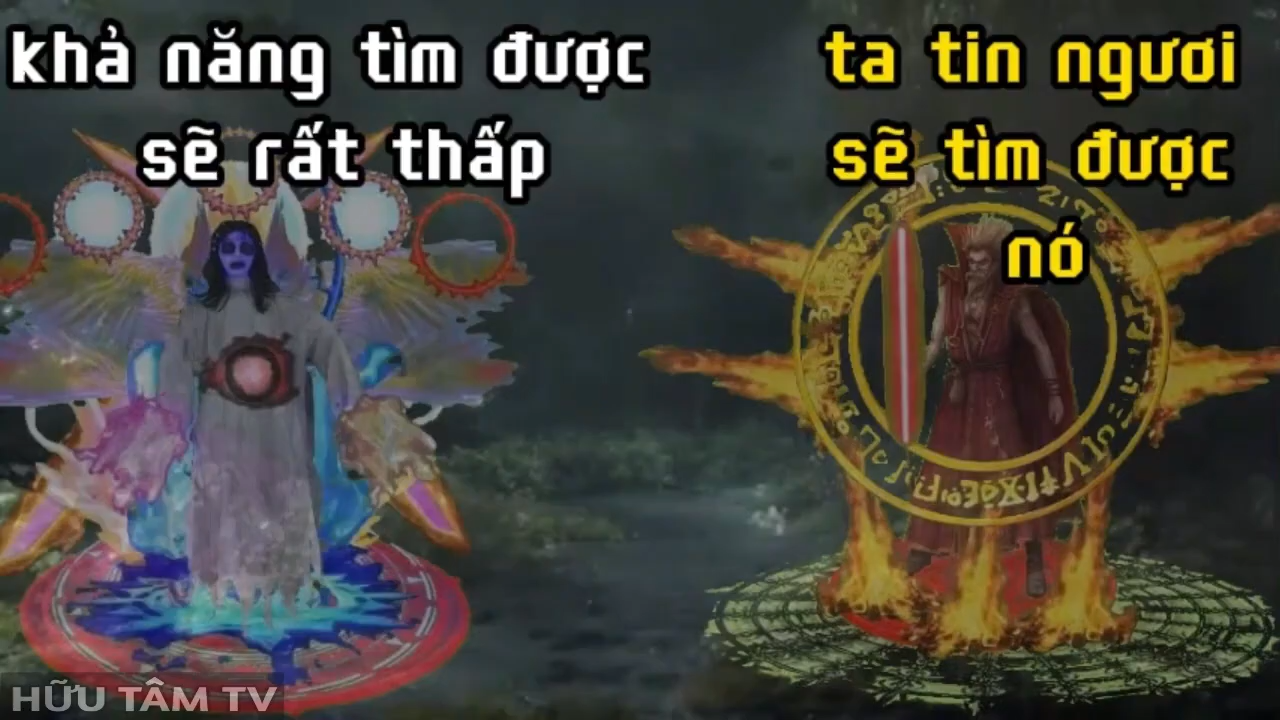 khả năng tìm được
sẽ rất thấp
ta tin ngươi
sẽ tìm được
nó
HỮU TÂM TV